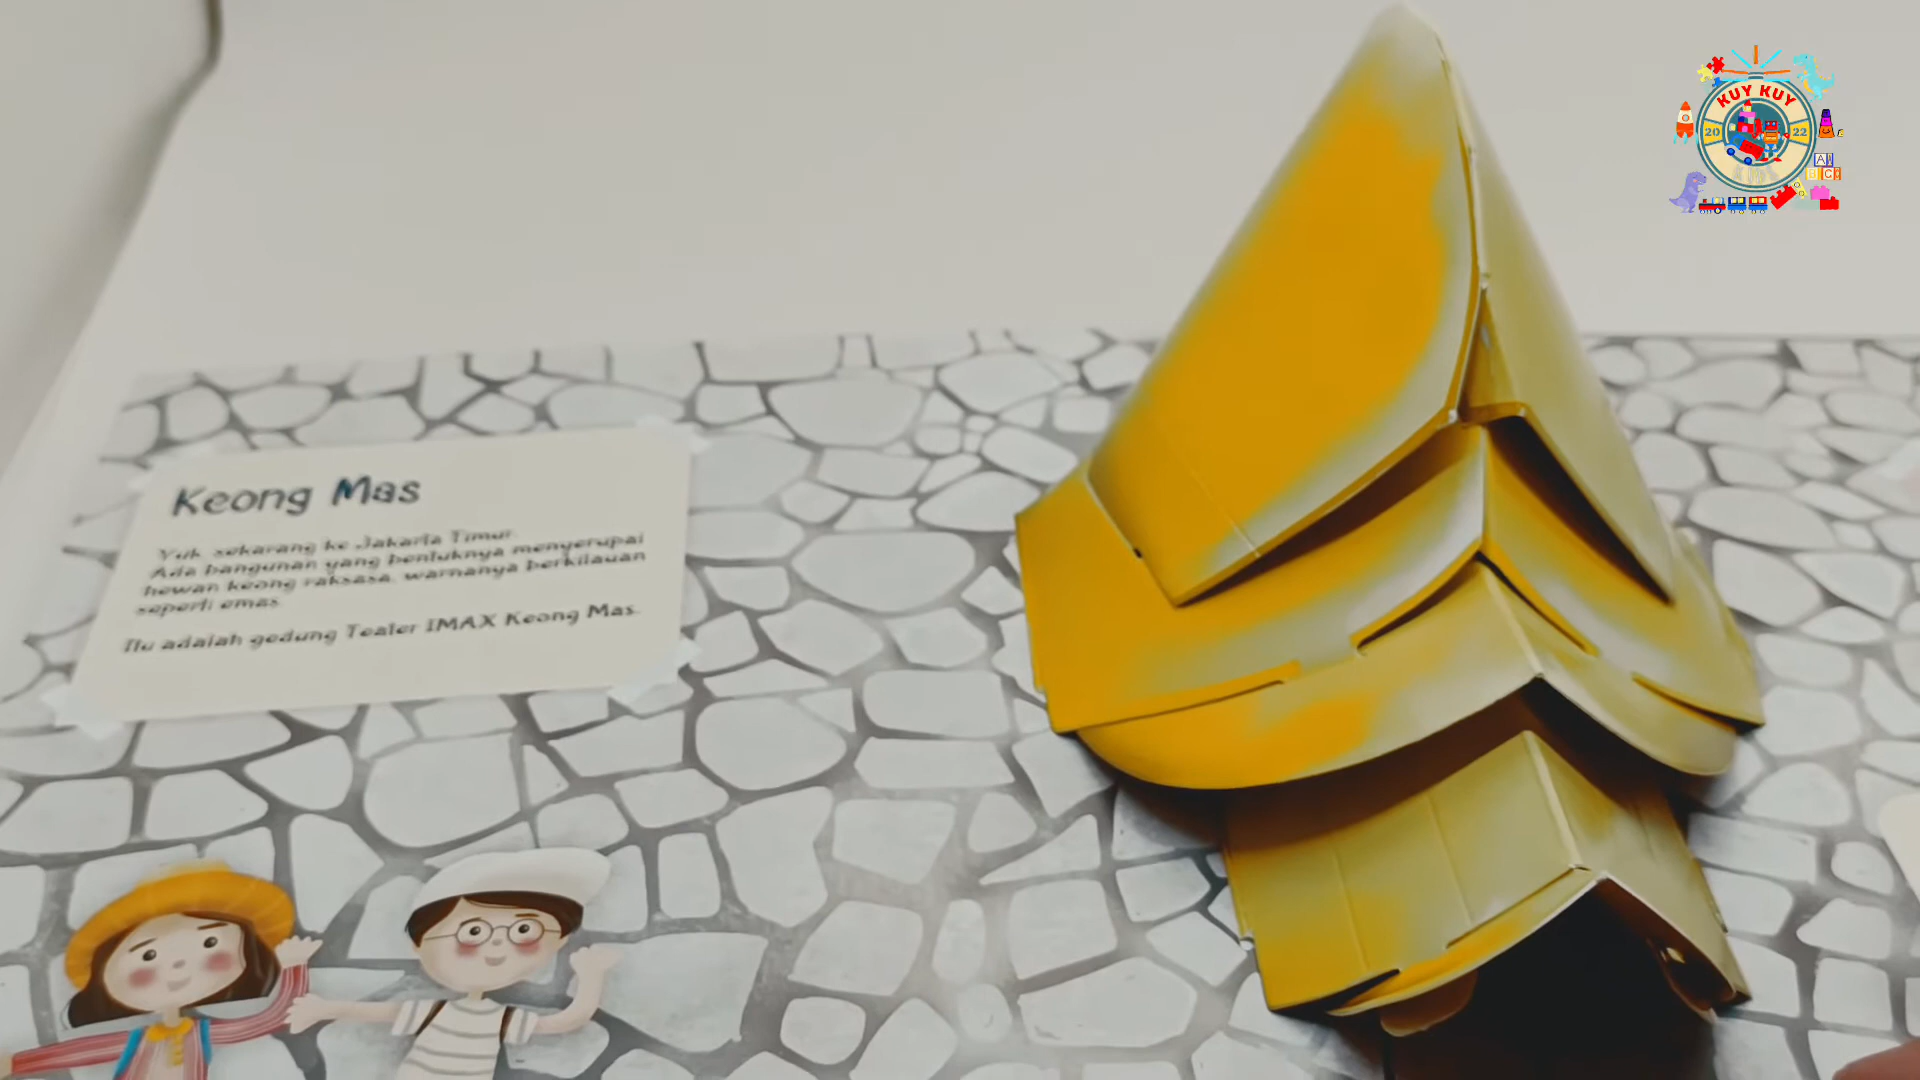 Keong Mas
Yuk, sekarang ke Jakarta Timur.
Ada bangunan yang bentuknya menyerupai
hewan keong raksasa, warnanya berkilauan
seperti emas.
Itu adalah gedung Teater IMAX Keong Mas.
KUY KUY
20 22
A
B C